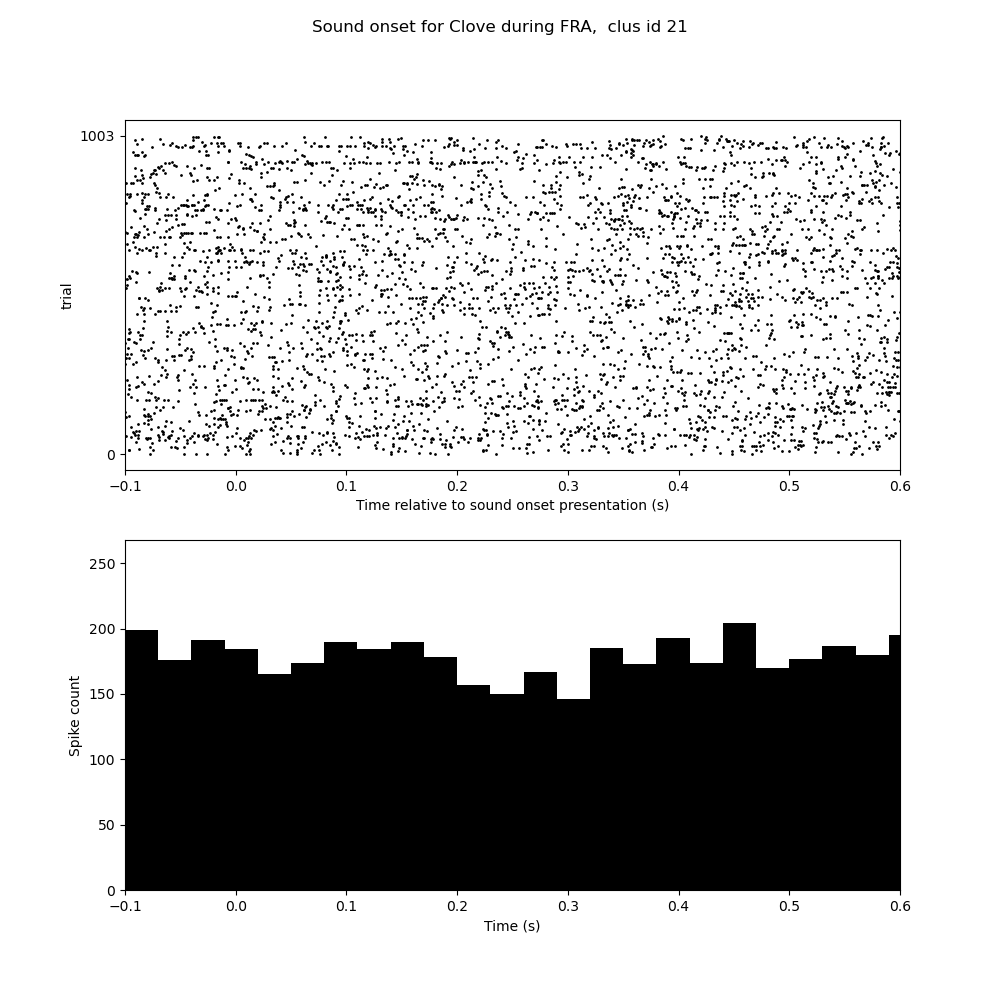 Sound onset for Clove during FRA,  clus id 21
1003
trial
0
−0.1 0.0 0.1 0.2 0.3 0.4 0.5 0.6
Time relative to sound onset presentation (s)
250
200
150
Spike count
100
50
0
−0.1 0.0 0.1 0.2 0.3 0.4 0.5 0.6
Time (s)